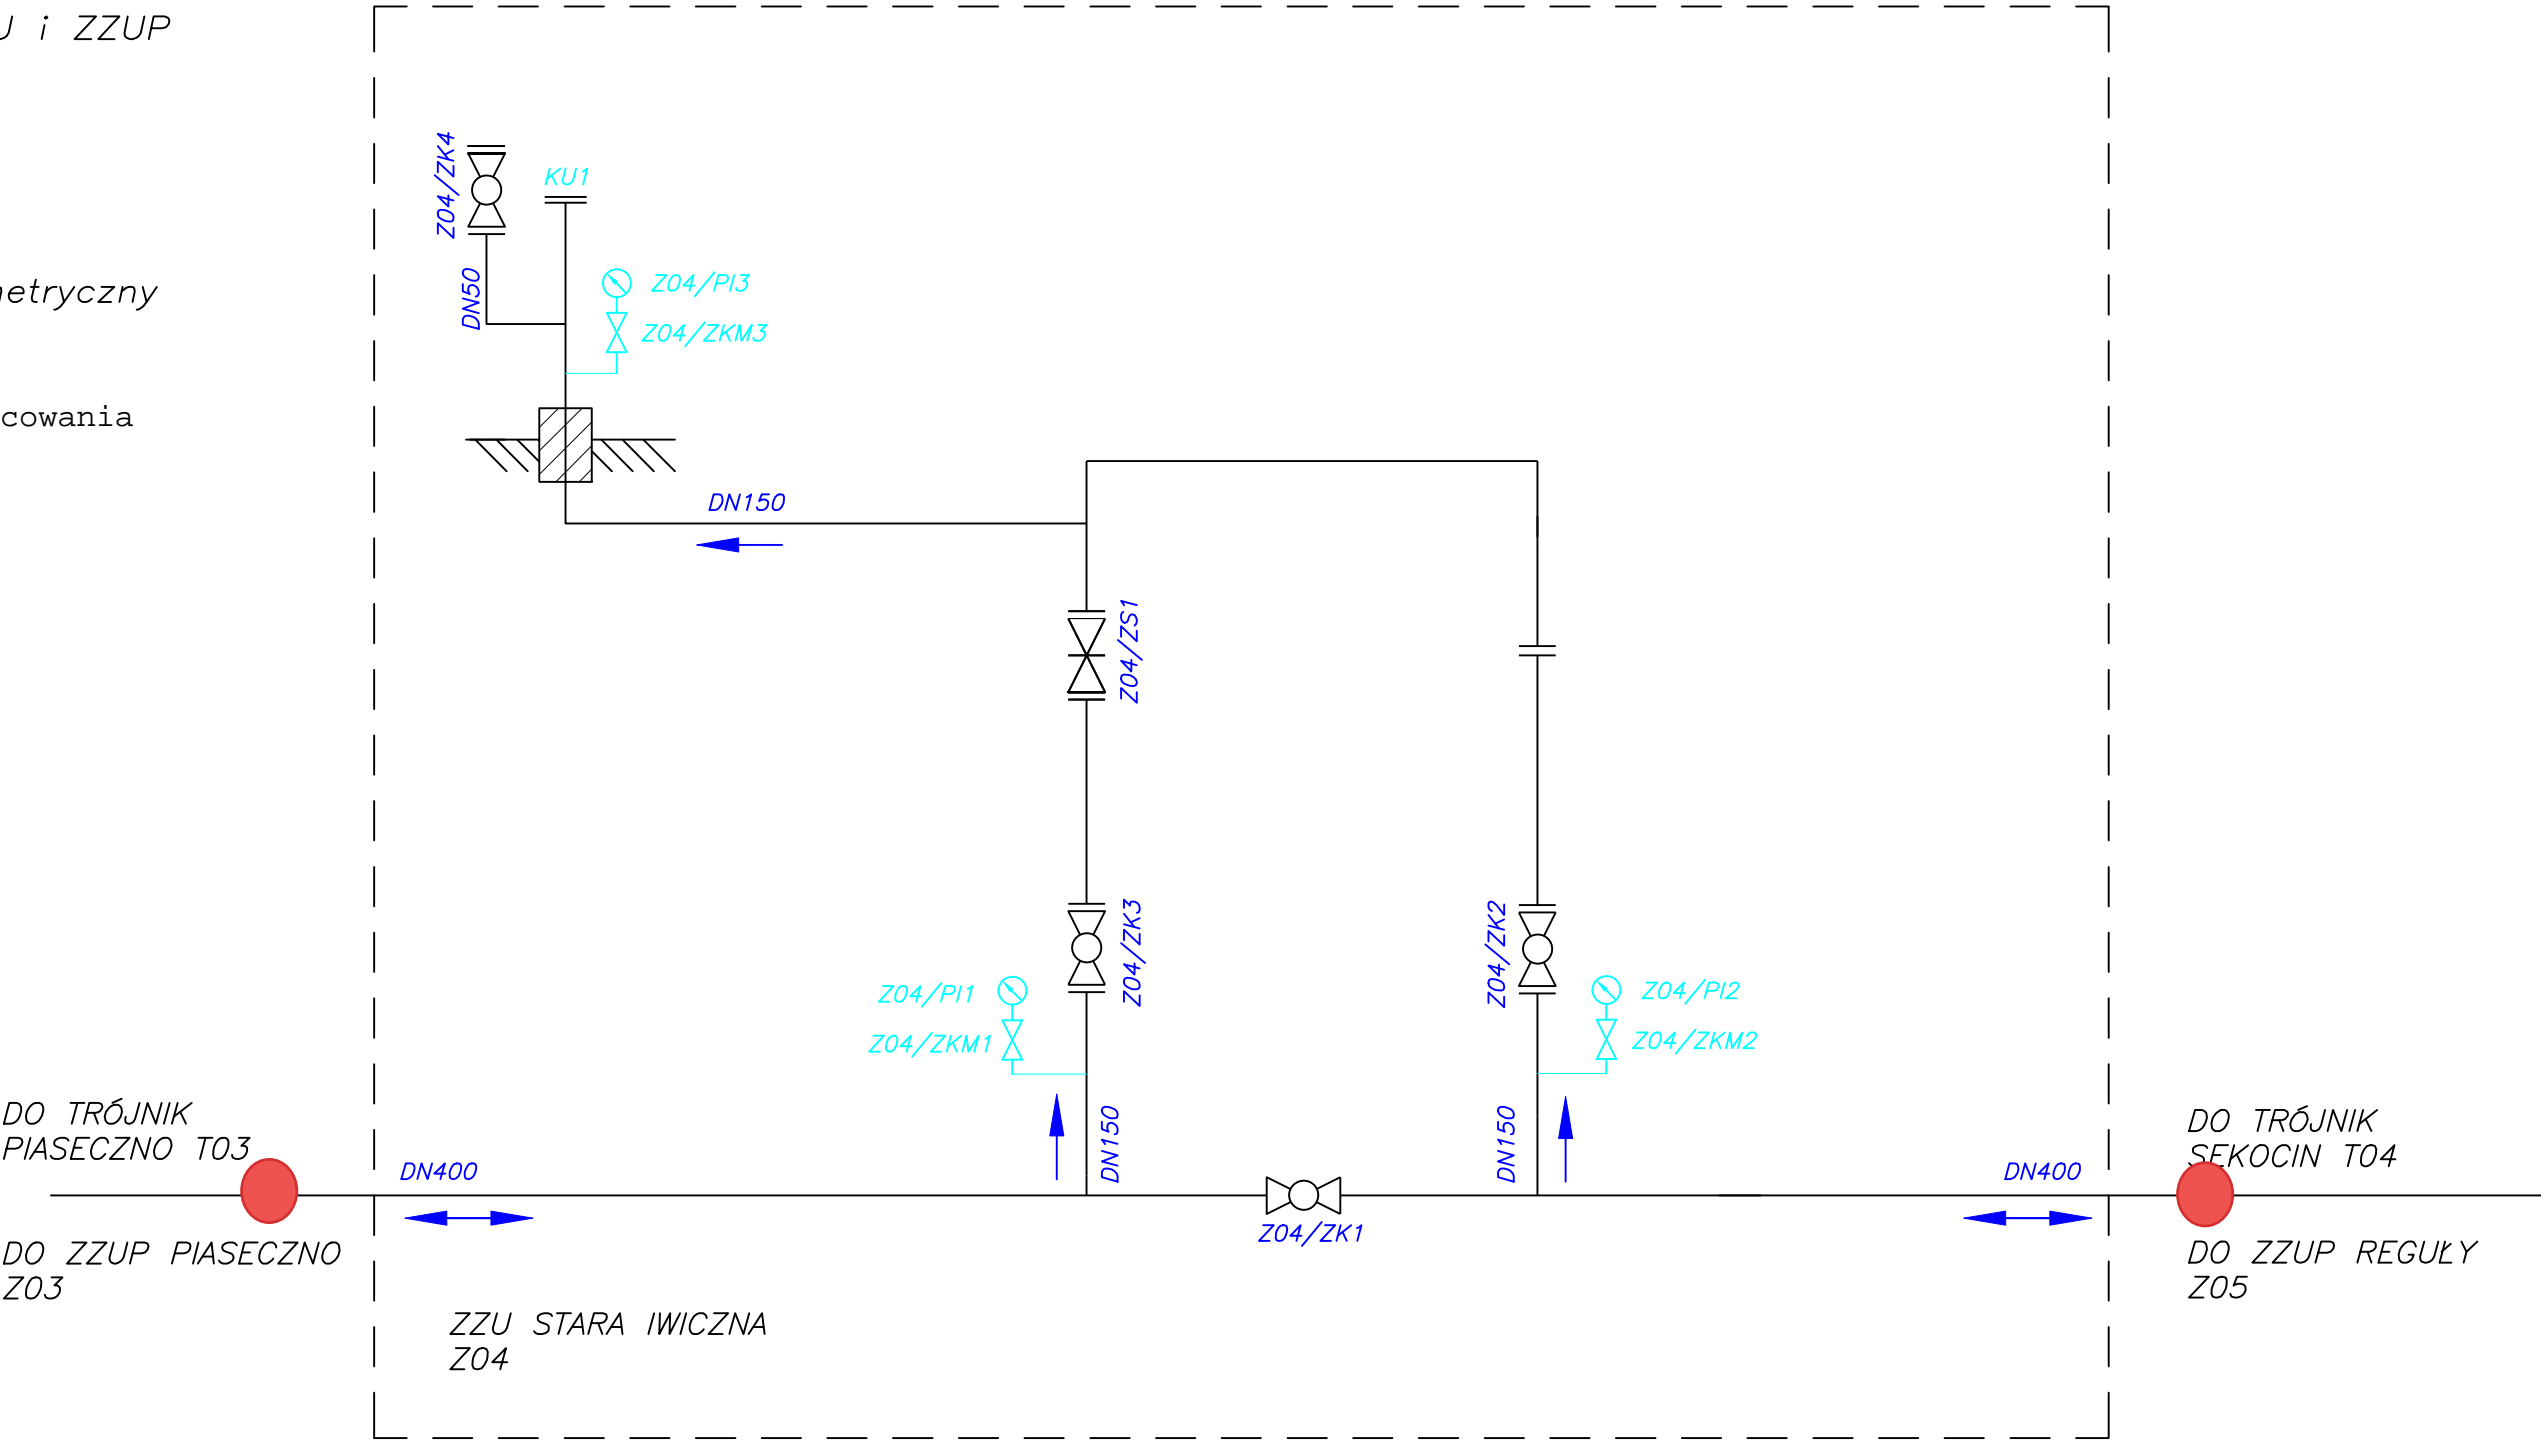 i ZZUP
etryczny
cowania
Z04/ZK4
KU1
DN50
Z04/PI3
Z04/ZKM3
DN150
Z04/ZS1
Z04/ZK3
Z04/ZK2
Z04/PI1
Z04/ZKM1
Z04/PI2
Z04/ZKM2
DN150
DN150
DO TRÓJNIK
PIASECZNO T03
DN400
DN400
DO TRÓJNIK
SEKOCIN T04
Z04/ZK1
DO ZZUP PIASECZNO
Z03
DO ZZUP REGUŁY
Z05
ZZU STARA IWICZNA
Z04